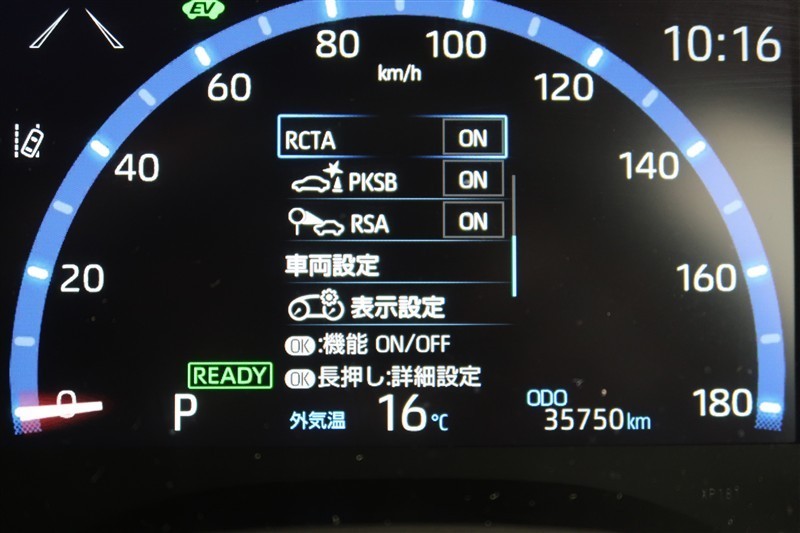 EV
80
100
10:16
km/h
60
120
RCTA ON
40
140
PKSB ON
RSA ON
車両設定
20
160
表示設定
OK:機能 ON/OFF
READY
OK長押し:詳細設定
0
P
外気温 16℃
ODO
35750km
180